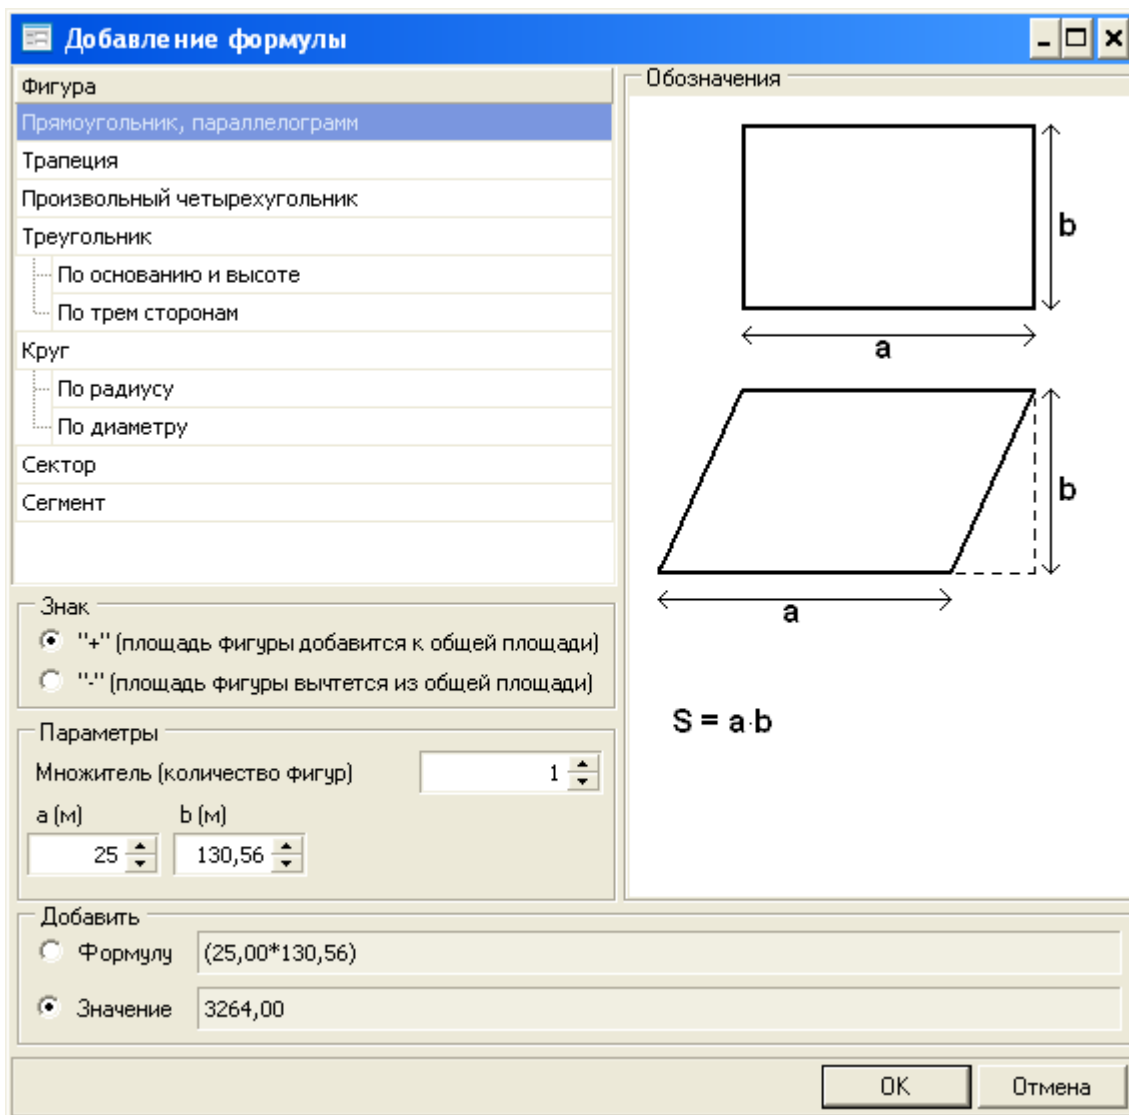 Добавление формулы
Фигура
Прямоугольник, параллелограмм
Трапеция
Произвольный четырехугольник
Треугольник
По основанию и высоте
По трем сторонам
Круг
По радиусу
По диаметру
Сектор
Сегмент
Знак
"+" (площадь фигуры добавится к общей площади)
"-" (площадь фигуры вычтется из общей площади)
Параметры
Множитель (количество фигур) 1
a (м) b (м)
25 130,56
Обозначения
b
a
b
a
S = a·b
Добавить
Формулу (25,00*130,56)
Значение 3264,00
OK Отмена